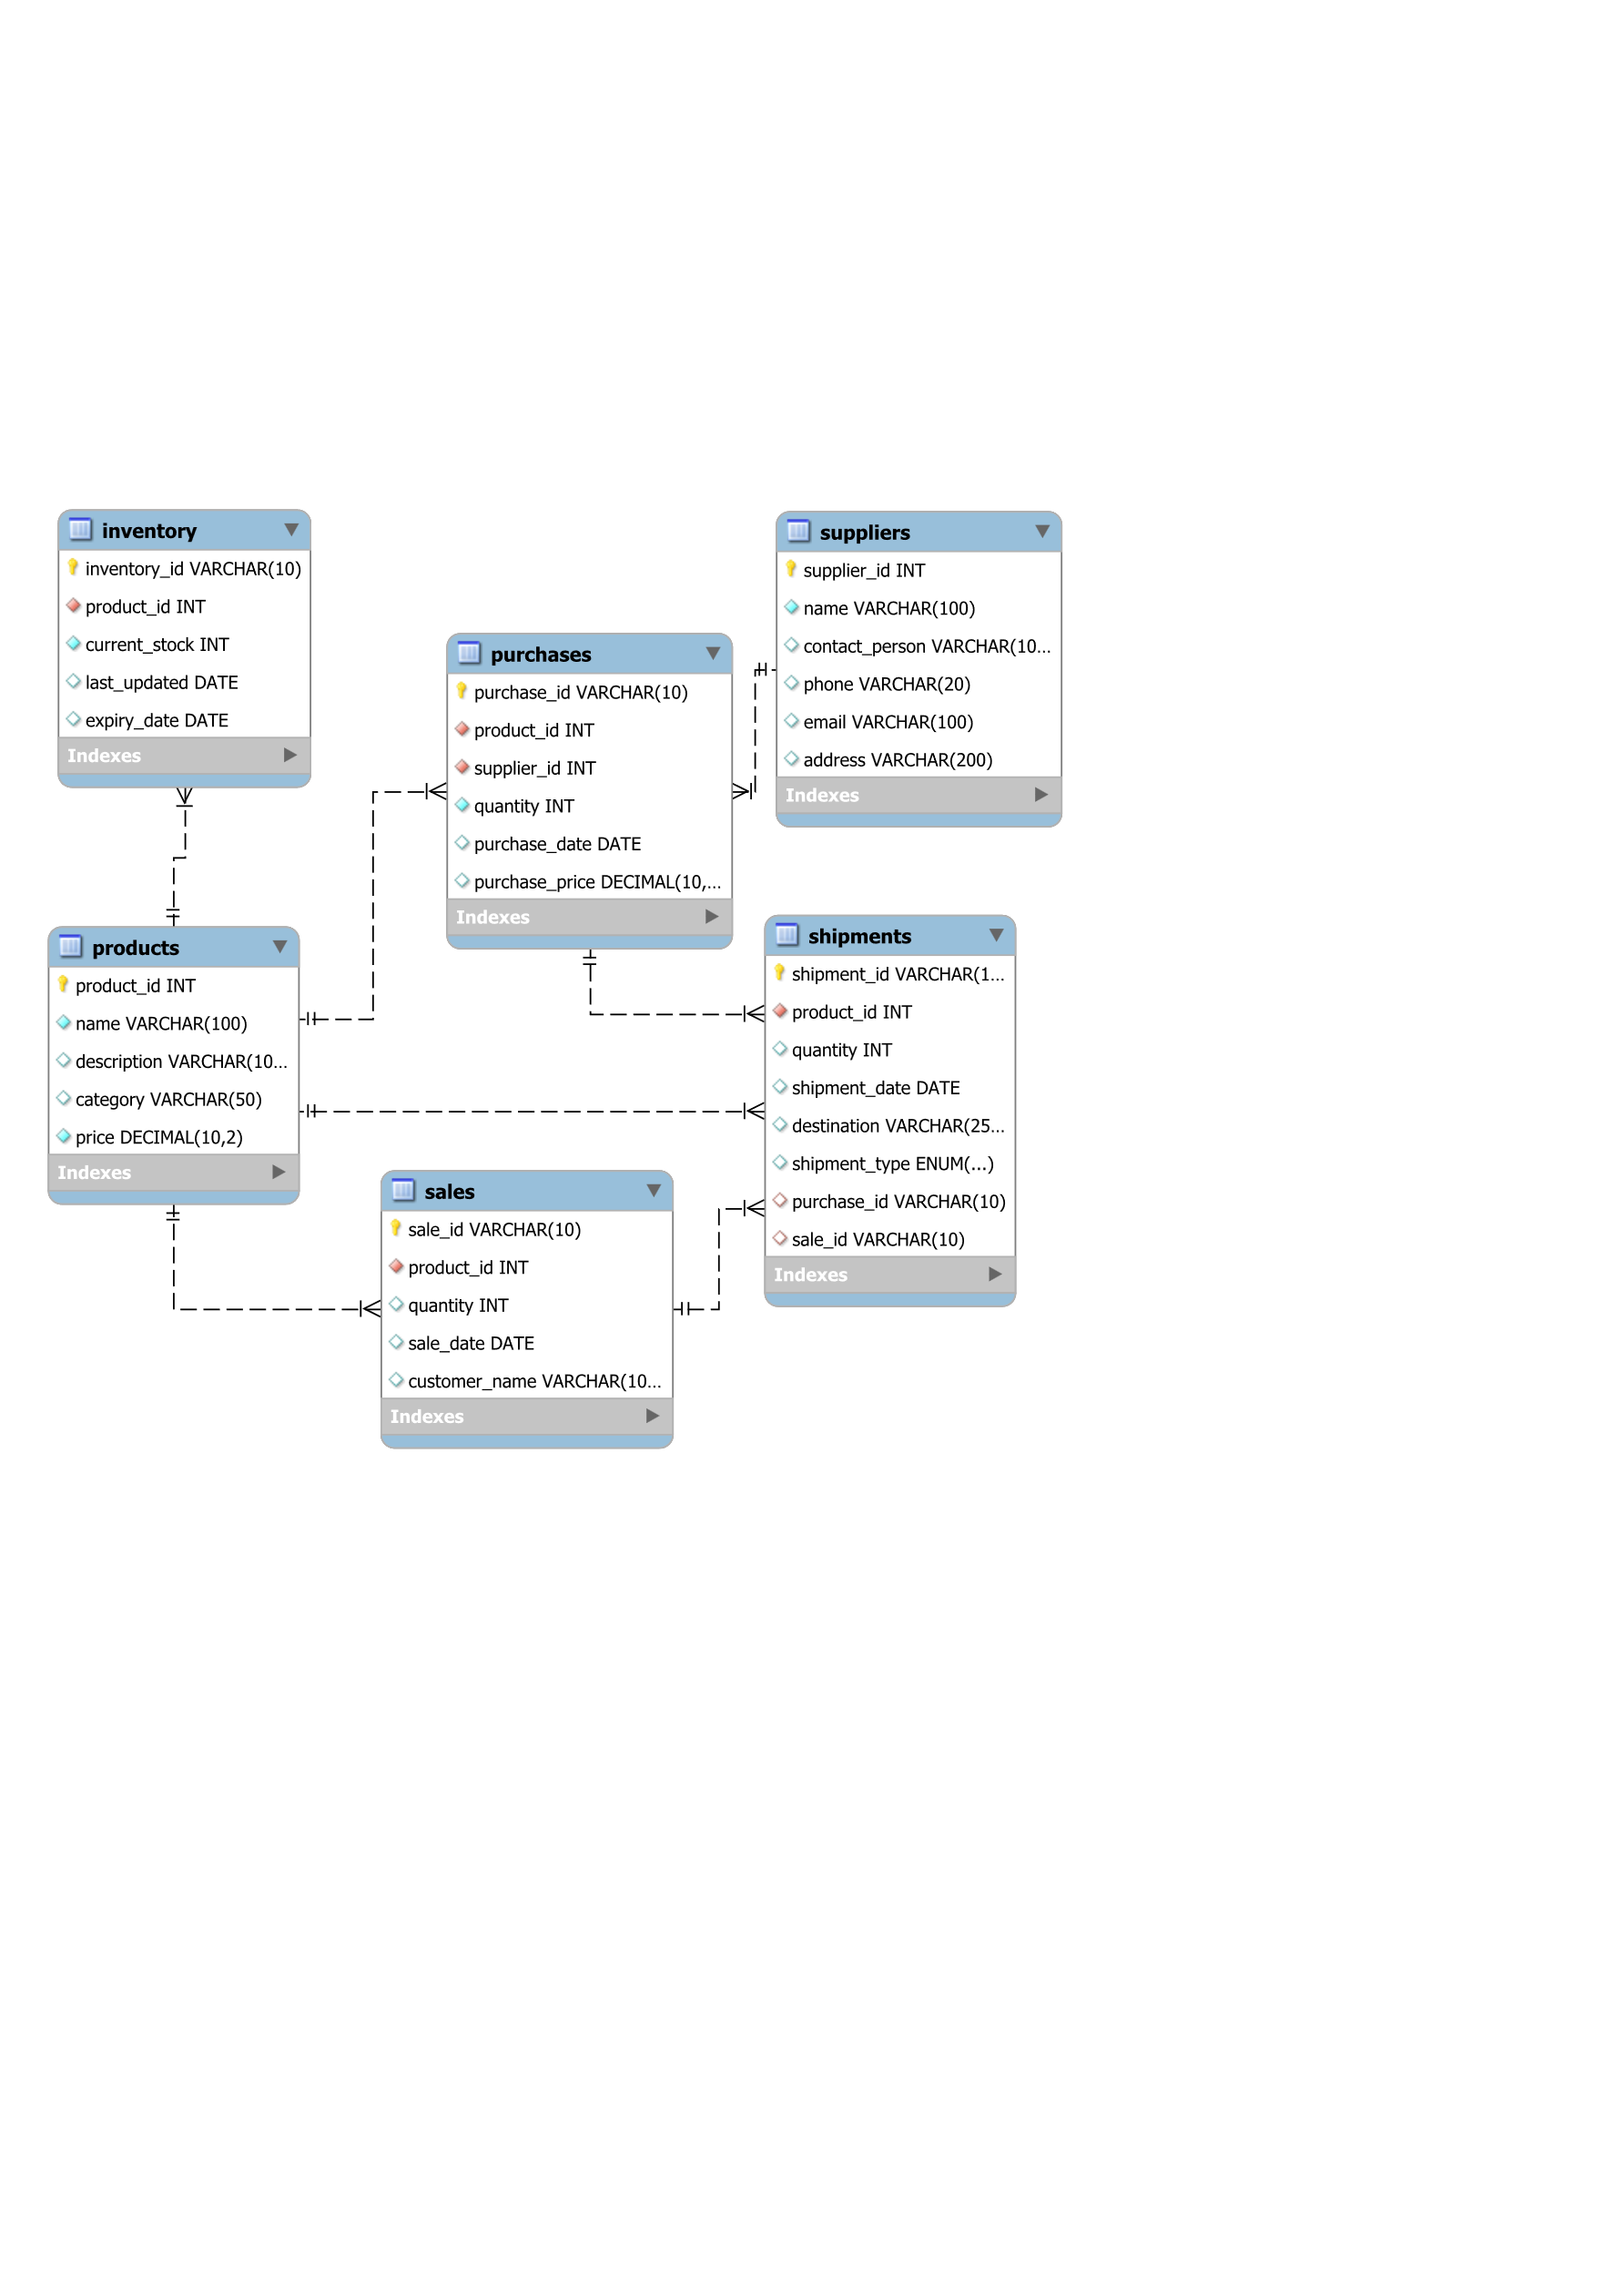 inventory
inventory_id VARCHAR(10)
product_id INT
current_stock INT
last_updated DATE
expiry_date DATE
Indexes
suppliers
supplier_id INT
name VARCHAR(100)
contact_person VARCHAR(10...
phone VARCHAR(20)
email VARCHAR(100)
address VARCHAR(200)
Indexes
purchases
purchase_id VARCHAR(10)
product_id INT
supplier_id INT
quantity INT
purchase_date DATE
purchase_price DECIMAL(10,...
Indexes
products
product_id INT
name VARCHAR(100)
description VARCHAR(10...
category VARCHAR(50)
price DECIMAL(10,2)
Indexes
shipments
shipment_id VARCHAR(1...
product_id INT
quantity INT
shipment_date DATE
destination VARCHAR(25...
shipment_type ENUM(...)
purchase_id VARCHAR(10)
sale_id VARCHAR(10)
Indexes
sales
sale_id VARCHAR(10)
product_id INT
quantity INT
sale_date DATE
customer_name VARCHAR(10...
Indexes